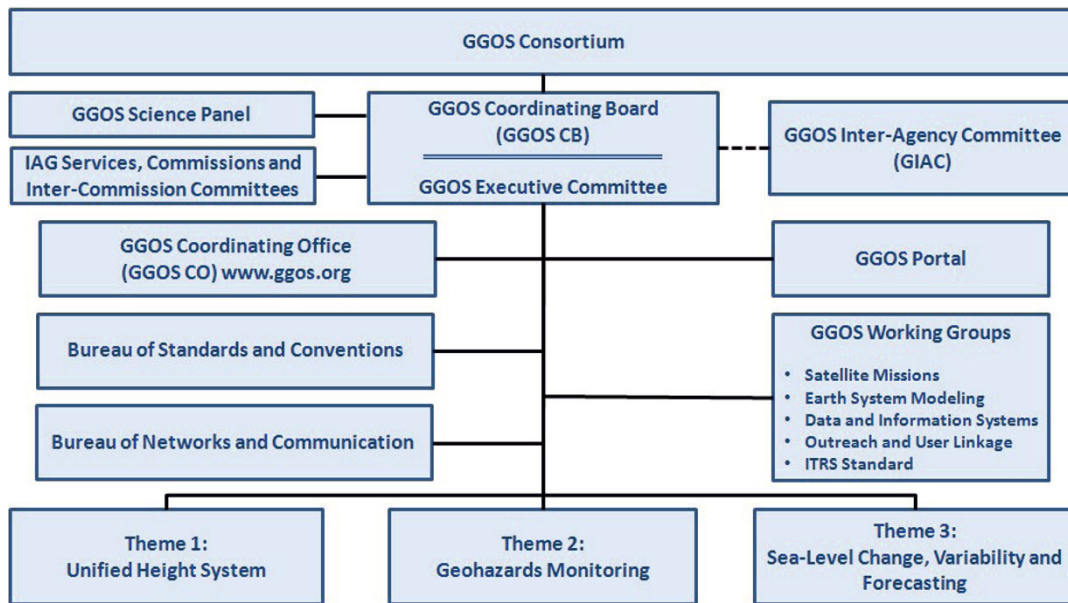 GGOS Consortium
GGOS Science Panel
IAG Services, Commissions and
Inter-Commission Committees
GGOS Coordinating Board
(GGOS CB)
GGOS Executive Committee
GGOS Inter-Agency Committee
(GIAC)
GGOS Coordinating Office
(GGOS CO) www.ggos.org
GGOS Portal
Bureau of Standards and Conventions
GGOS Working Groups
• Satellite Missions
• Earth System Modeling
• Data and Information Systems
• Outreach and User Linkage
• ITRS Standard
Bureau of Networks and Communication
Theme 1:
Unified Height System
Theme 2:
Geohazards Monitoring
Theme 3:
Sea-Level Change, Variability and
Forecasting